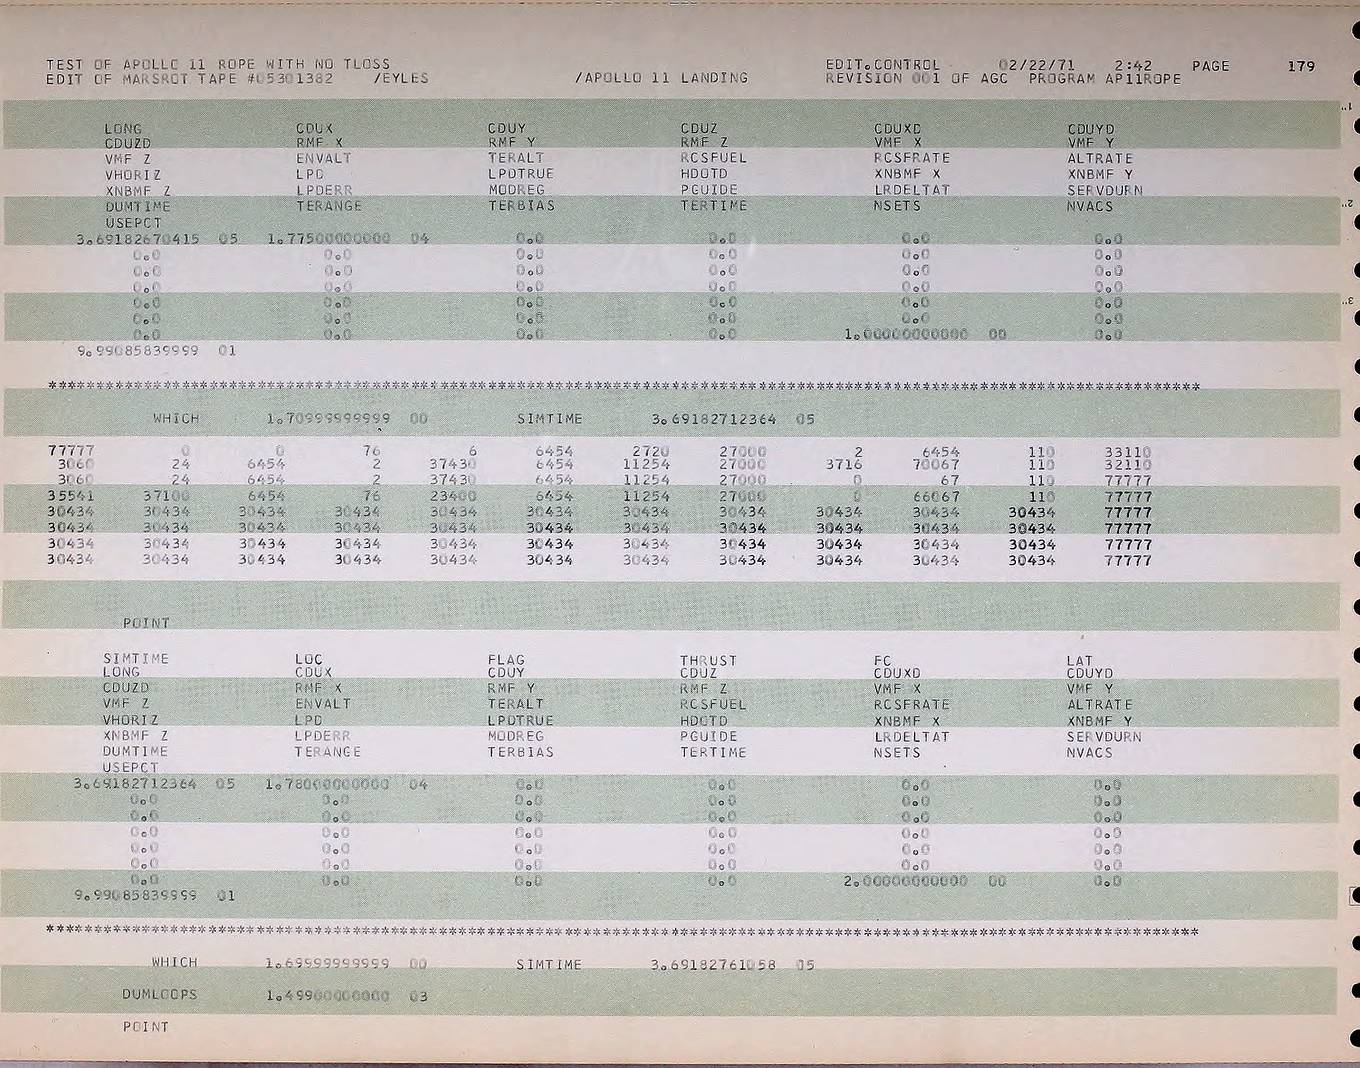 TEST OF APOLLO 11 ROPE WITH NO TLOSS EDIT.CONTROL 02/22/71 2:42 PAGE 179
EDIT OF MARSROT TAPE #05301382 /EYLES /APOLLO 11 LANDING REVISION 001 OF AGC PROGRAM AP11ROPE
LONG CDUX CDUY CDUZ CDUXD CDUYD
CDUZD RMF X RMF Y RMF Z VMF X VMF Y
VMF Z ENVALT TERALT RCSFUEL RCSFRATE ALTRATE
VHORIZ LPD LPDTRUE HDOTD XNBMF X XNBMF Y
XNBMF Z LPDERR MODREG PGUIDE LRDELTAT SERVDURN
DUMTIME TERANGE TERBIAS TERTIME NSETS NVACS
USEPCT
3.69182670415 05 1.77500000000 04 0.0 0.0 0.0 0.0
0.0 0.0 0.0 0.0 0.0 0.0
0.0 0.0 0.0 0.0 0.0 0.0
0.0 0.0 0.0 0.0 0.0 0.0
0.0 0.0 0.0 0.0 0.0 0.0
0.0 0.0 0.0 0.0 0.0 0.0
0.0 0.0 0.0 0.0 1.00000000000 00 0.0
9.99085839999 01
************************************************************************************************************************
WHICH 1.70999999999 00 SIMTIME 3.69182712364 05
77777 0 0 76 6 6454 2720 27000 2 6454 110 33110
3060 24 6454 2 37430 6454 11254 27000 3716 70067 110 32110
3060 24 6454 2 37430 6454 11254 27000 0 67 110 77777
35541 37100 6454 76 23400 6454 11254 27000 0 66067 110 77777
30434 30434 30434 30434 30434 30434 30434 30434 30434 30434 30434 77777
30434 30434 30434 30434 30434 30434 30434 30434 30434 30434 30434 77777
30434 30434 30434 30434 30434 30434 30434 30434 30434 30434 30434 77777
30434 30434 30434 30434 30434 30434 30434 30434 30434 30434 30434 77777
POINT
SIMTIME LOC FLAG THRUST FC LAT
LONG CDUX CDUY CDUZ CDUXD CDUYD
CDUZD RMF X RMF Y RMF Z VMF X VMF Y
VMF Z ENVALT TERALT RCSFUEL RCSFRATE ALTRATE
VHORIZ LPD LPDTRUE HDOTD XNBMF X XNBMF Y
XNBMF Z LPDERR MODREG PGUIDE LRDELTAT SERVDURN
DUMTIME TERANGE TERBIAS TERTIME NSETS NVACS
USEPCT
3.69182712364 05 1.78000000000 04 0.0 0.0 0.0 0.0
0.0 0.0 0.0 0.0 0.0 0.0
0.0 0.0 0.0 0.0 0.0 0.0
0.0 0.0 0.0 0.0 0.0 0.0
0.0 0.0 0.0 0.0 0.0 0.0
0.0 0.0 0.0 0.0 0.0 0.0
0.0 0.0 0.0 0.0 2.00000000000 00 0.0
9.99085839999 01
************************************************************************************************************************
WHICH 1.69999999999 00 SIMTIME 3.69182761058 05
DUMLOOPS 1.49900000000 03
POINT